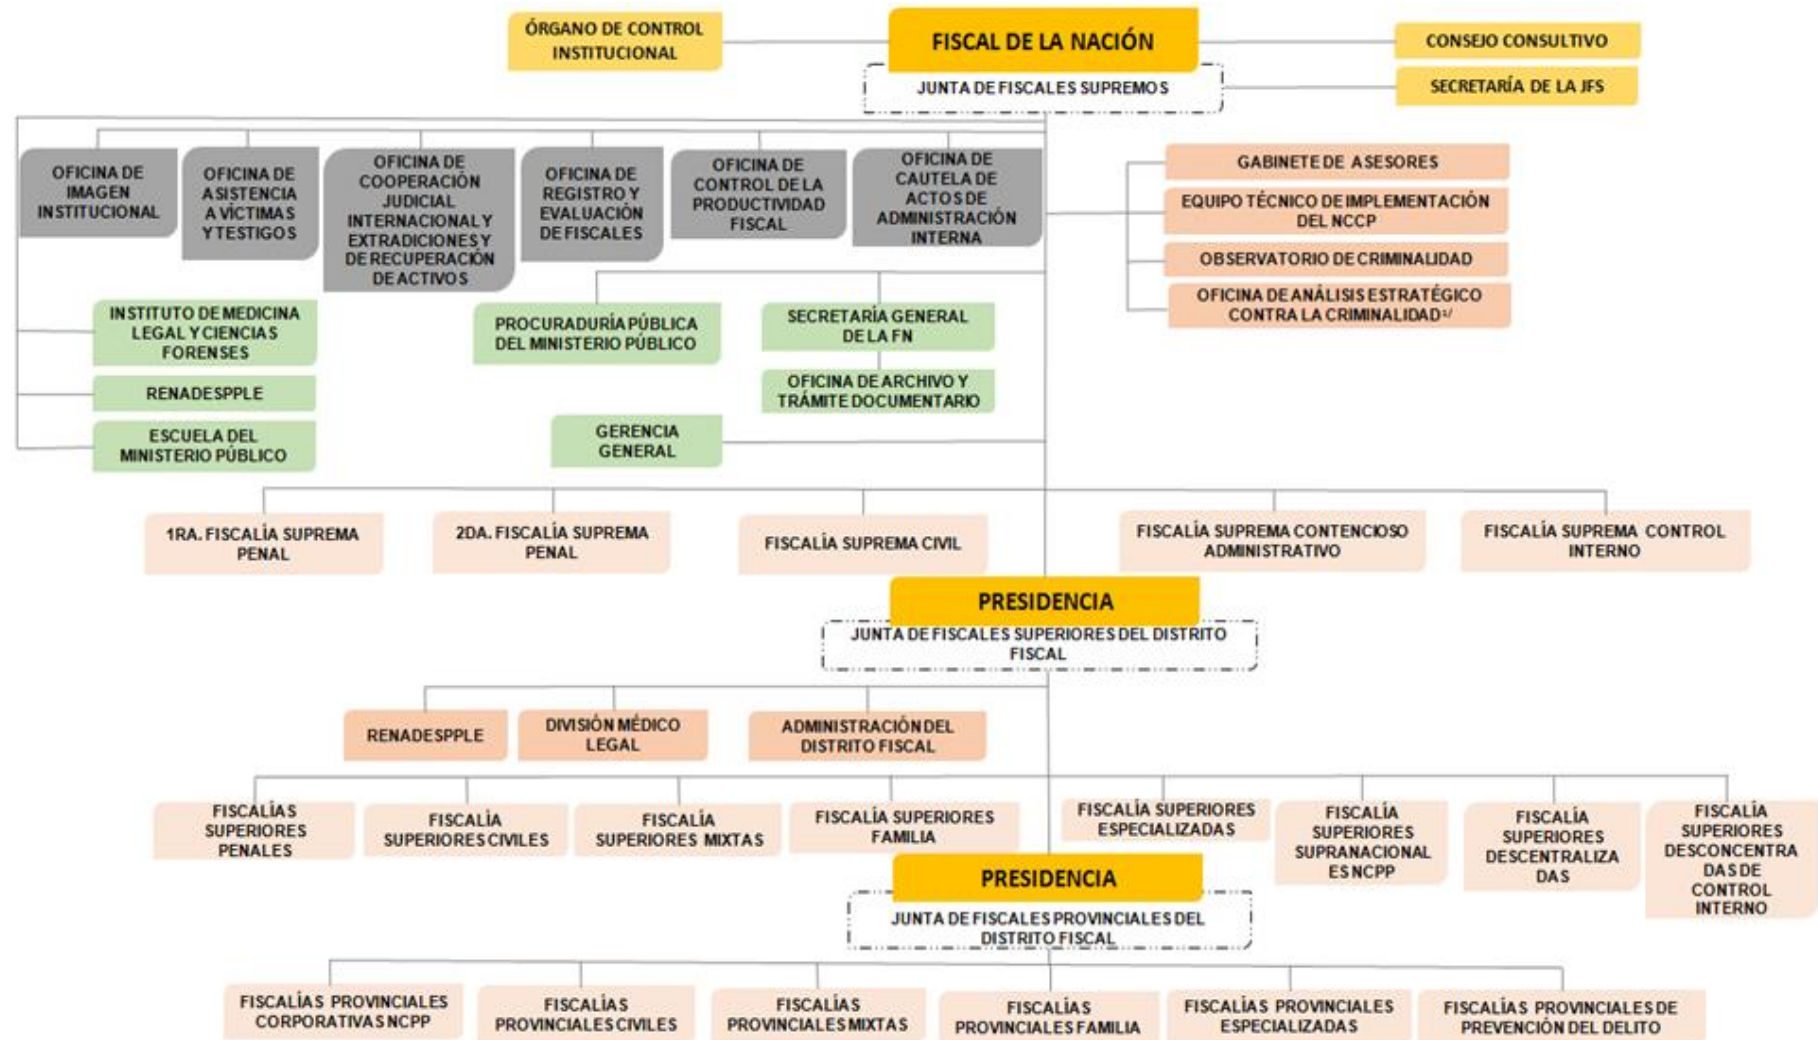 ÓRGANO DE CONTROL
INSTITUCIONAL
FISCAL DE LA NACIÓN
CONSEJO CONSULTIVO
JUNTA DE FISCALES SUPREMOS
SECRETARÍA DE LA JFS
OFICINA DE
IMAGEN
INSTITUCIONAL
OFICINA DE
ASISTENCIA
A VÍCTIMAS
Y TESTIGOS
OFICINA DE
COOPERACIÓN
JUDICIAL
INTERNACIONAL Y
EXTRADICIONES Y
DE RECUPERACIÓN
DE ACTIVOS
OFICINA DE
REGISTRO Y
EVALUACIÓN
DE FISCALES
OFICINA DE
CONTROL DE LA
PRODUCTIVIDAD
FISCAL
OFICINA DE
CAUTELA DE
ACTOS DE
ADMINISTRACIÓN
INTERNA
GABINETE DE ASESORES
EQUIPO TÉCNICO DE IMPLEMENTACIÓN
DEL NCCP
OBSERVATORIO DE CRIMINALIDAD
OFICINA DE ANÁLISIS ESTRATÉGICO
CONTRA LA CRIMINALIDAD¹/
INSTITUTO DE MEDICINA
LEGAL Y CIENCIAS
FORENSES
RENADESPPLE
ESCUELA DEL
MINISTERIO PÚBLICO
PROCURADURÍA PÚBLICA
DEL MINISTERIO PÚBLICO
SECRETARÍA GENERAL
DE LA FN
OFICINA DE ARCHIVO Y
TRÁMITE DOCUMENTARIO
GERENCIA
GENERAL
1RA. FISCALÍA SUPREMA
PENAL
2DA. FISCALÍA SUPREMA
PENAL
FISCALÍA SUPREMA CIVIL
FISCALÍA SUPREMA CONTENCIOSO
ADMINISTRATIVO
FISCALÍA SUPREMA CONTROL
INTERNO
PRESIDENCIA
JUNTA DE FISCALES SUPERIORES DEL DISTRITO
FISCAL
RENADESPPLE
DIVISIÓN MÉDICO
LEGAL
ADMINISTRACIÓN DEL
DISTRITO FISCAL
FISCALÍAS
SUPERIORES
PENALES
FISCALÍA
SUPERIORES CIVILES
FISCALÍA
SUPERIORES MIXTAS
FISCALÍA SUPERIORES
FAMILIA
FISCALÍA SUPERIORES
ESPECIALIZADAS
FISCALÍA
SUPERIORES
SUPRANACIONAL
ES NCPP
FISCALÍA
SUPERIORES
DESCENTRALIZA
DAS
FISCALÍA
SUPERIORES
DESCONCENTRA
DAS DE
CONTROL
INTERNO
PRESIDENCIA
JUNTA DE FISCALES PROVINCIALES DEL
DISTRITO FISCAL
FISCALÍAS PROVINCIALES
CORPORATIVAS NCPP
FISCALÍAS
PROVINCIALES CIVILES
FISCALÍAS
PROVINCIALES MIXTAS
FISCALÍAS
PROVINCIALES FAMILIA
FISCALÍAS PROVINCIALES
ESPECIALIZADAS
FISCALÍAS PROVINCIALES DE
PREVENCIÓN DEL DELITO